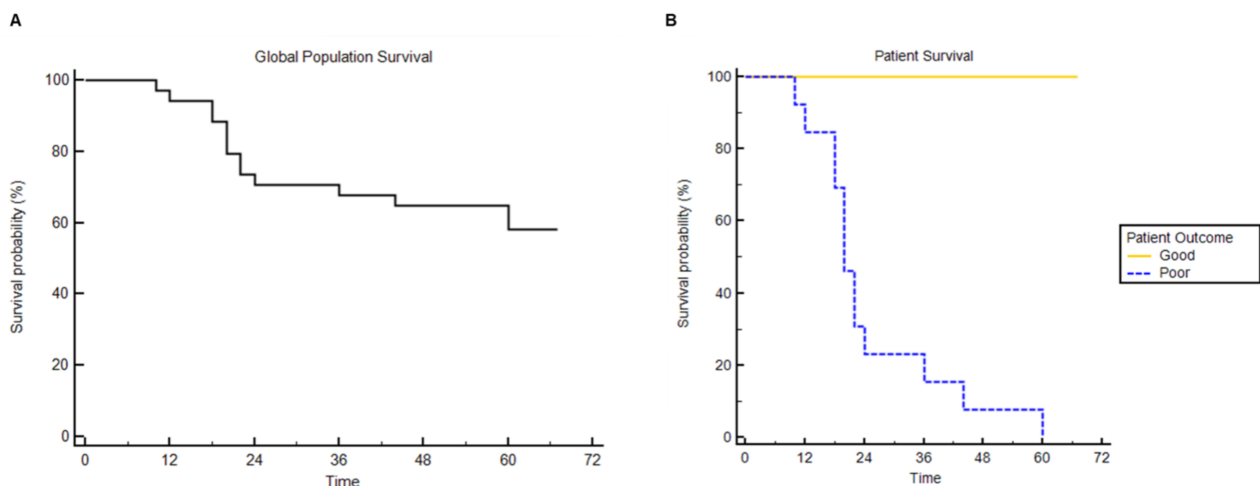 A
Global Population Survival
Survival probability (%)
100
80
60
40
20
0
0 12 24 36 48 60 72
Time
B
Patient Survival
Survival probability (%)
100
80
60
40
20
0
0 12 24 36 48 60 72
Time
Patient Outcome
Good
Poor